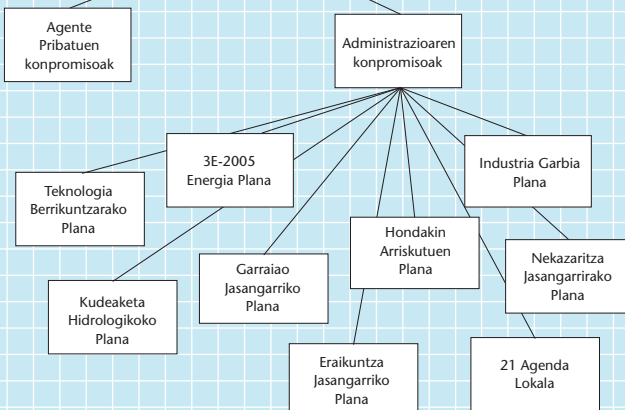 Agente
Pribatuen
konpromisoak
Administrazioaren
konpromisoak
3E-2005
Energia Plana
Industria Garbia
Plana
Teknologia
Berrikuntzarako
Plana
Hondakin
Arriskutuen
Plana
Nekazaritza
Jasangarrirako
Plana
Garraiao
Jasangarriko
Plana
Kudeaketa
Hidrologikoko
Plana
Eraikuntza
Jasangarriko
Plana
21 Agenda
Lokala